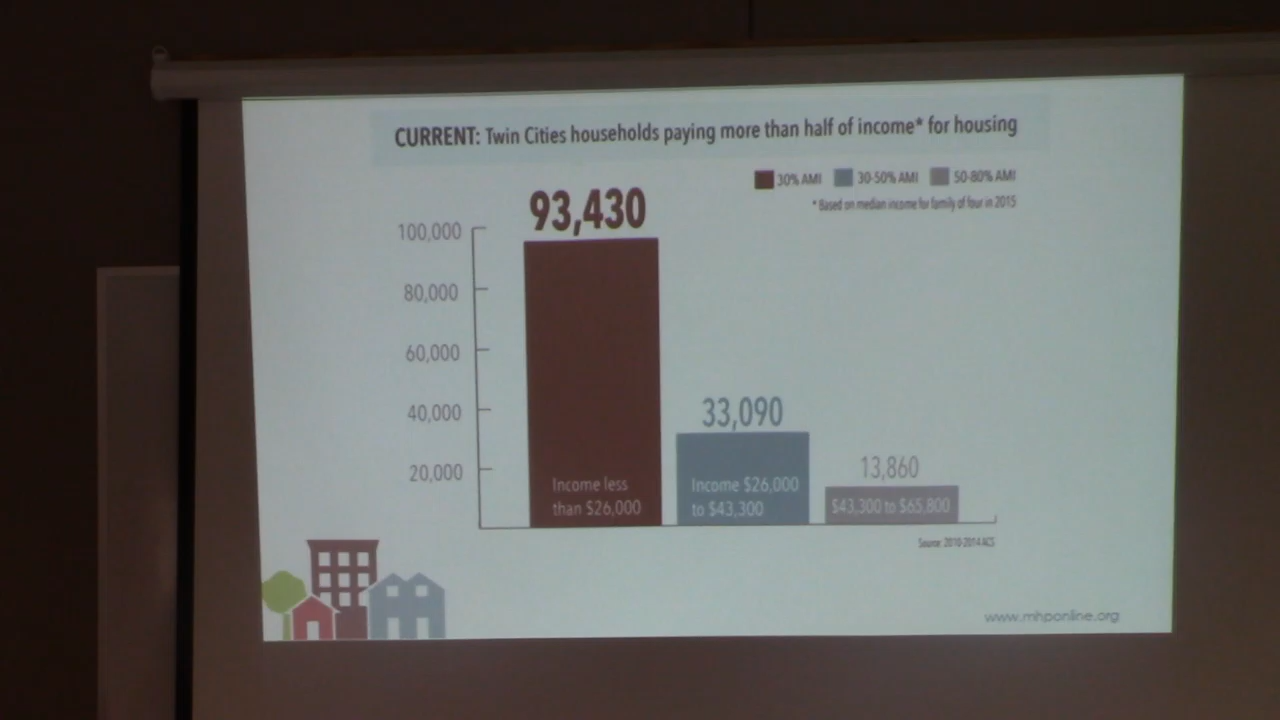 CURRENT: Twin Cities households paying more than half of income* for housing
30% AMI 30-50% AMI 50-80% AMI
* Based on median income for family of four in 2015
93,430
100,000
80,000
60,000
40,000
20,000
33,090
13,860
Income less
than $26,000
Income $26,000
to $43,300
$43,300 to $65,800
Source: 2010-2014 ACS
www.mhponline.org